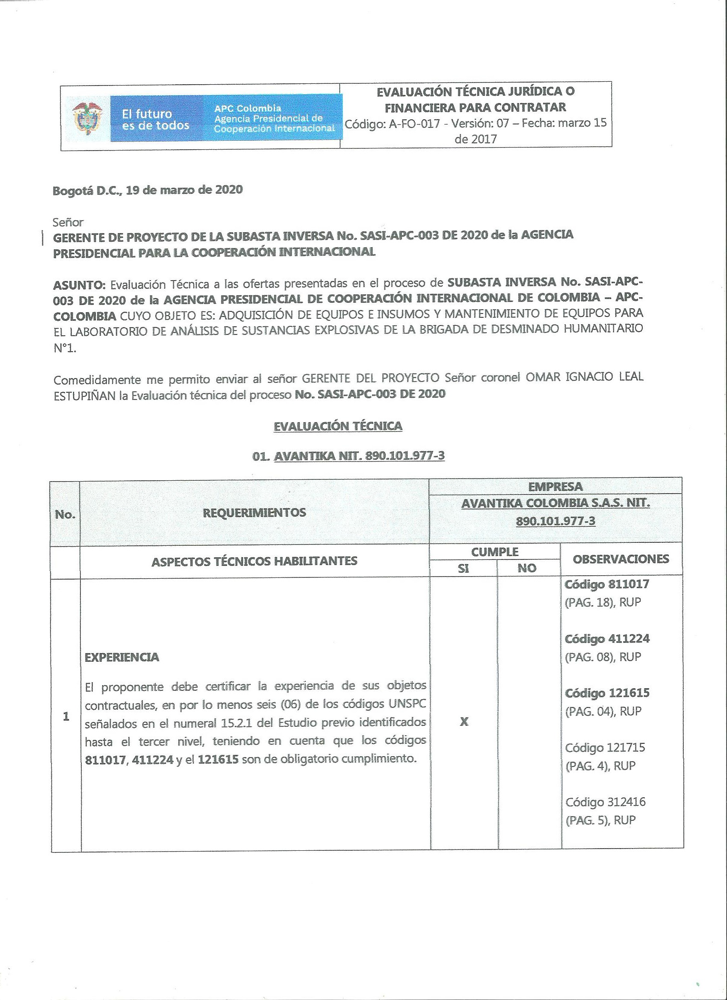 El futuro
es de todos
APC Colombia
Agencia Presidencial de
Cooperación Internacional
EVALUACIÓN TÉCNICA JURÍDICA O
FINANCIERA PARA CONTRATAR
Código: A-FO-017 - Versión: 07 – Fecha: marzo 15
de 2017
Bogotá D.C., 19 de marzo de 2020
Señor
GERENTE DE PROYECTO DE LA SUBASTA INVERSA No. SASI-APC-003 DE 2020 de la AGENCIA
PRESIDENCIAL PARA LA COOPERACIÓN INTERNACIONAL
ASUNTO: Evaluación Técnica a las ofertas presentadas en el proceso de SUBASTA INVERSA No. SASI-APC-
003 DE 2020 de la AGENCIA PRESIDENCIAL DE COOPERACIÓN INTERNACIONAL DE COLOMBIA – APC-
COLOMBIA CUYO OBJETO ES: ADQUISICIÓN DE EQUIPOS E INSUMOS Y MANTENIMIENTO DE EQUIPOS PARA
EL LABORATORIO DE ANÁLISIS DE SUSTANCIAS EXPLOSIVAS DE LA BRIGADA DE DESMINADO HUMANITARIO
N°1.
Comedidamente me permito enviar al señor GERENTE DEL PROYECTO Señor coronel OMAR IGNACIO LEAL
ESTUPIÑAN la Evaluación técnica del proceso No. SASI-APC-003 DE 2020
EVALUACIÓN TÉCNICA
01. AVANTIKA NIT. 890.101.977-3
No.
REQUERIMIENTOS
EMPRESA
AVANTIKA COLOMBIA S.A.S. NIT.
890.101.977-3
ASPECTOS TÉCNICOS HABILITANTES
CUMPLE
SI
NO
OBSERVACIONES
1
EXPERIENCIA
El proponente debe certificar la experiencia de sus objetos
contractuales, en por lo menos seis (06) de los códigos UNSPC
señalados en el numeral 15.2.1 del Estudio previo identificados
hasta el tercer nivel, teniendo en cuenta que los códigos
811017, 411224 y el 121615 son de obligatorio cumplimiento.
X
Código 811017
(PAG. 18), RUP
Código 411224
(PAG. 08), RUP
Código 121615
(PAG. 04), RUP
Código 121715
(PAG. 4), RUP
Código 312416
(PAG. 5), RUP